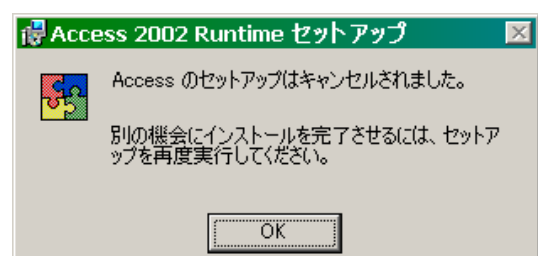 Access 2002 Runtime セットアップ
Access のセットアップはキャンセルされました。
別の機会にインストールを完了させるには、セットア
ップを再度実行してください。
OK